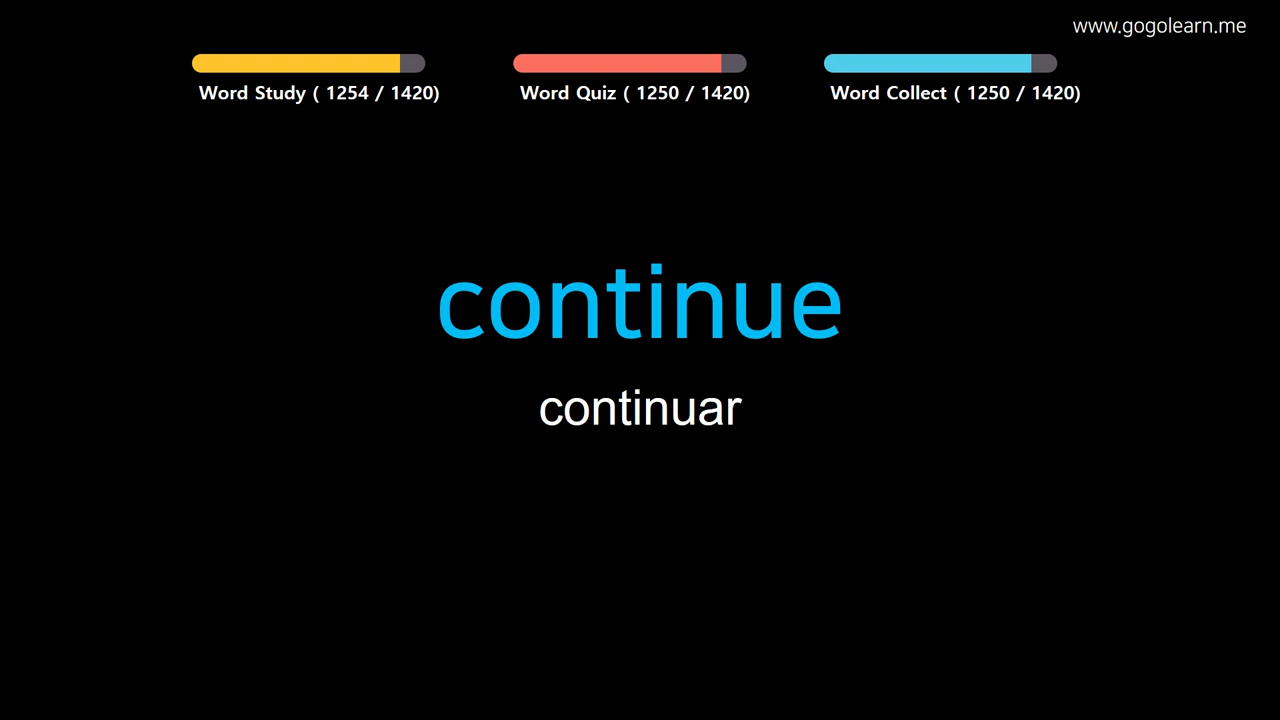 www.gogolearn.me
Word Study ( 1254 / 1420)
Word Quiz ( 1250 / 1420)
Word Collect ( 1250 / 1420)
continue
continuar